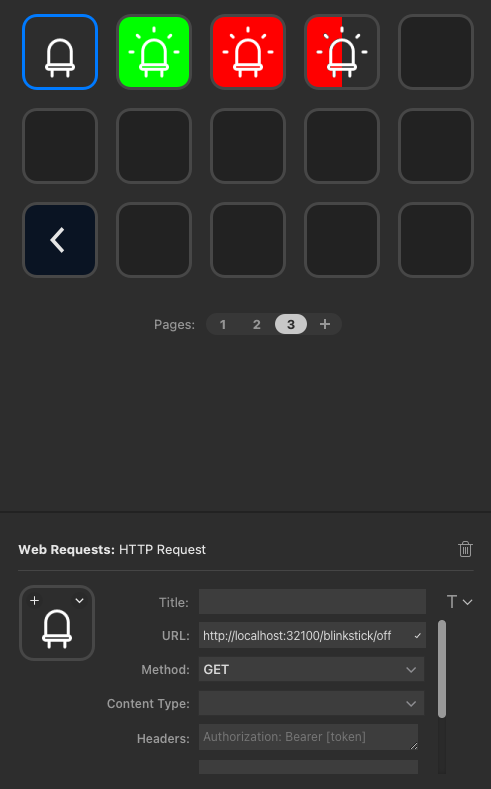 Pages: 1 2 3 +
Web Requests: HTTP Request
Title:
T
URL: http://localhost:32100/blinkstick/off
Method: GET
Content Type:
Headers: Authorization: Bearer [token]